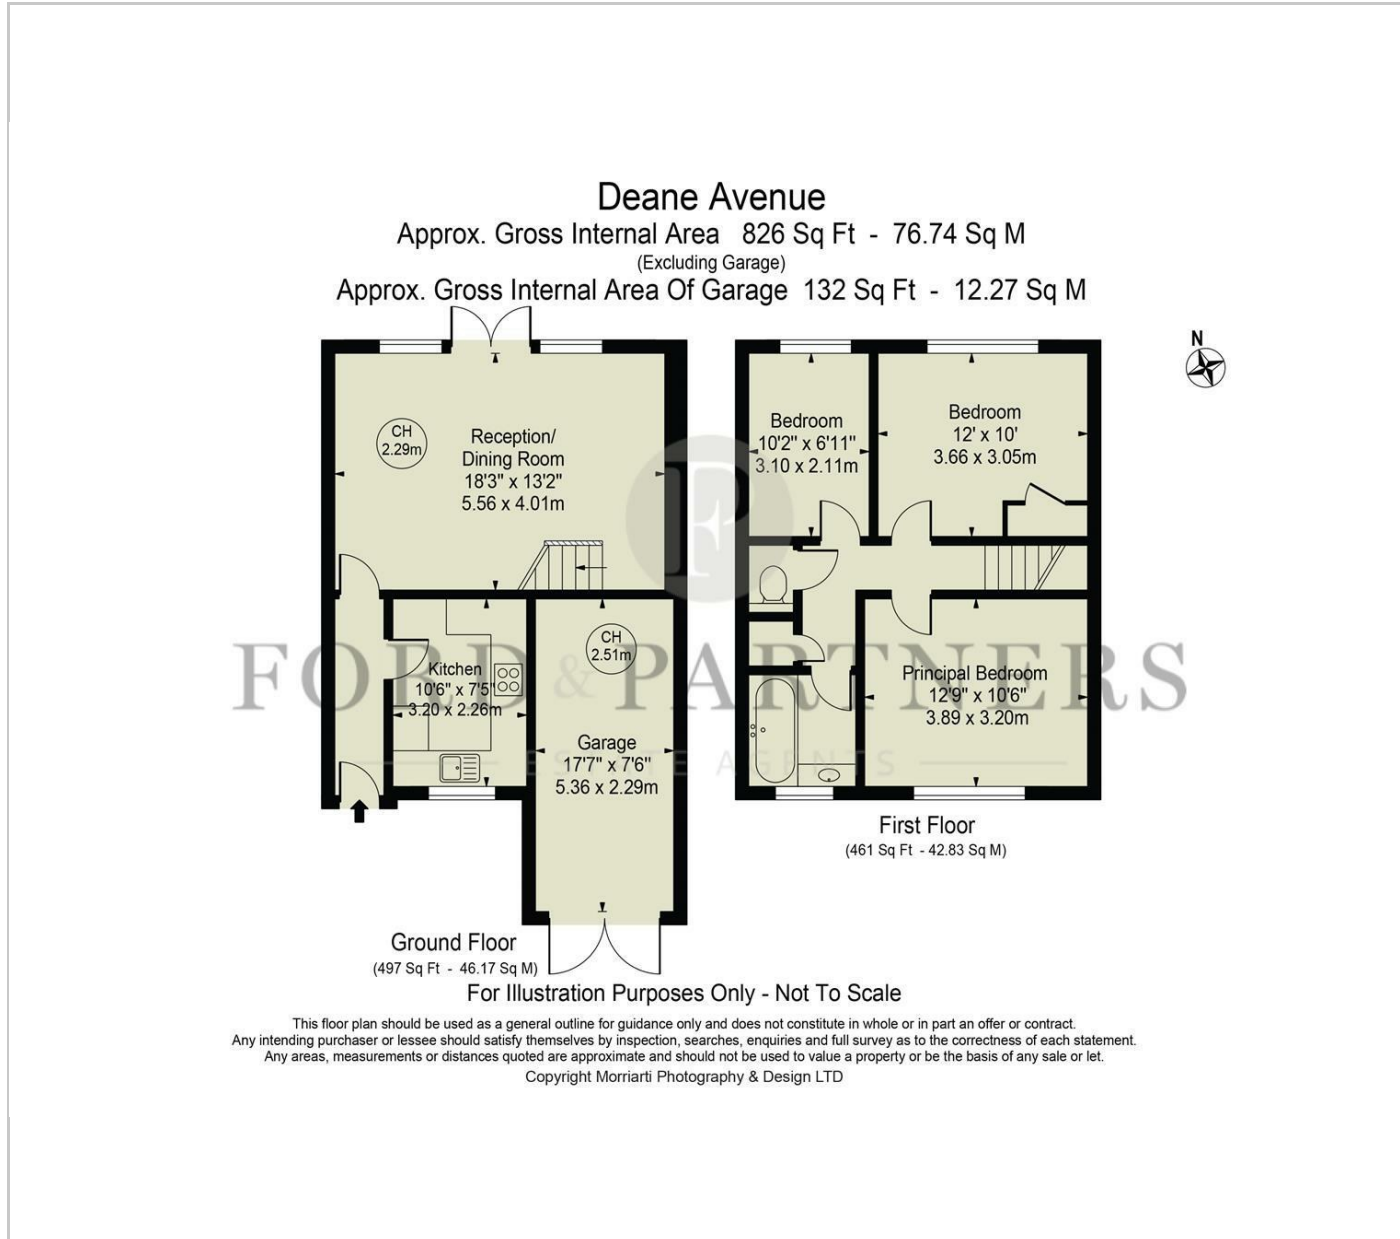 Deane Avenue
Approx. Gross Internal Area 826 Sq Ft - 76.74 Sq M
(Excluding Garage)
Approx. Gross Internal Area Of Garage 132 Sq Ft - 12.27 Sq M
N
CH
2.29m
Reception/
Dining Room
18'3" x 13'2"
5.56 x 4.01m
Bedroom
10'2" x 6'11"
3.10 x 2.11m
Bedroom
12' x 10'
3.66 x 3.05m
FP
FORD & PARTNERS
ESTATE AGENTS
Kitchen
10'6" x 7'5"
3.20 x 2.26m
CH
2.51m
Garage
17'7" x 7'6"
5.36 x 2.29m
Principal Bedroom
12'9" x 10'6"
3.89 x 3.20m
First Floor
(461 Sq Ft - 42.83 Sq M)
Ground Floor
(497 Sq Ft - 46.17 Sq M)
For Illustration Purposes Only - Not To Scale
This floor plan should be used as a general outline for guidance only and does not constitute in whole or in part an offer or contract.
Any intending purchaser or lessee should satisfy themselves by inspection, searches, enquiries and full survey as to the correctness of each statement.
Any areas, measurements or distances quoted are approximate and should not be used to value a property or be the basis of any sale or let.
Copyright Morriarti Photography & Design LTD